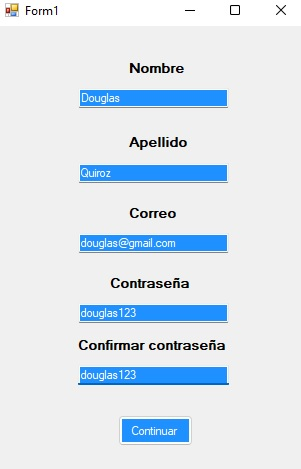 Form1
Nombre
Douglas
Apellido
Quiroz
Correo
douglas@gmail.com
Contraseña
douglas123
Confirmar contraseña
douglas123
Continuar